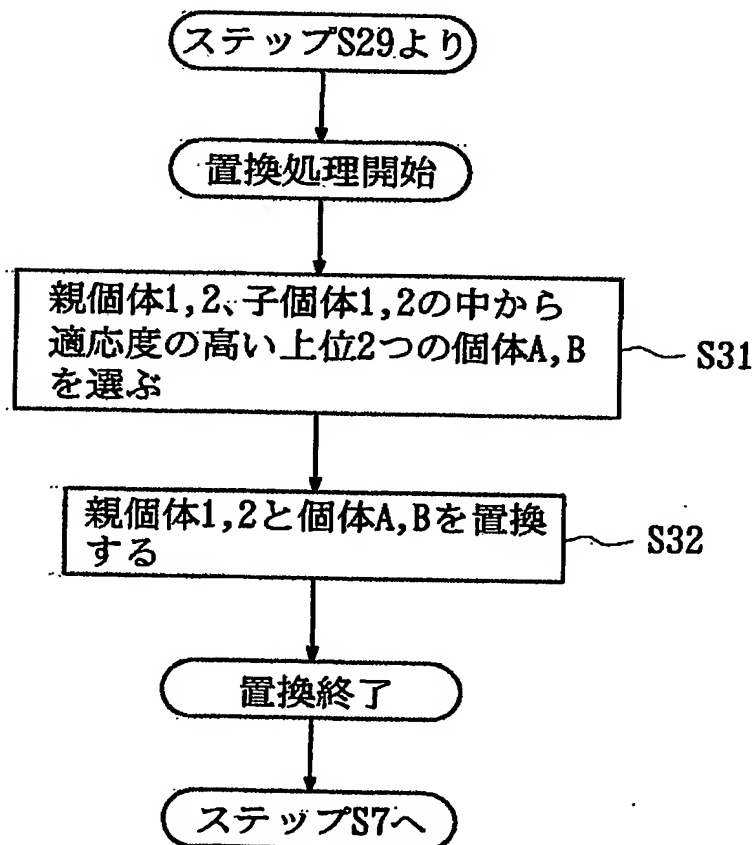 ステップS29より
置換処理開始
親個体1,2、子個体1,2の中から
適応度の高い上位2つの個体A,B
を選ぶ
S31
親個体1,2と個体A,Bを置換
する
S32
置換終了
ステップS7へ